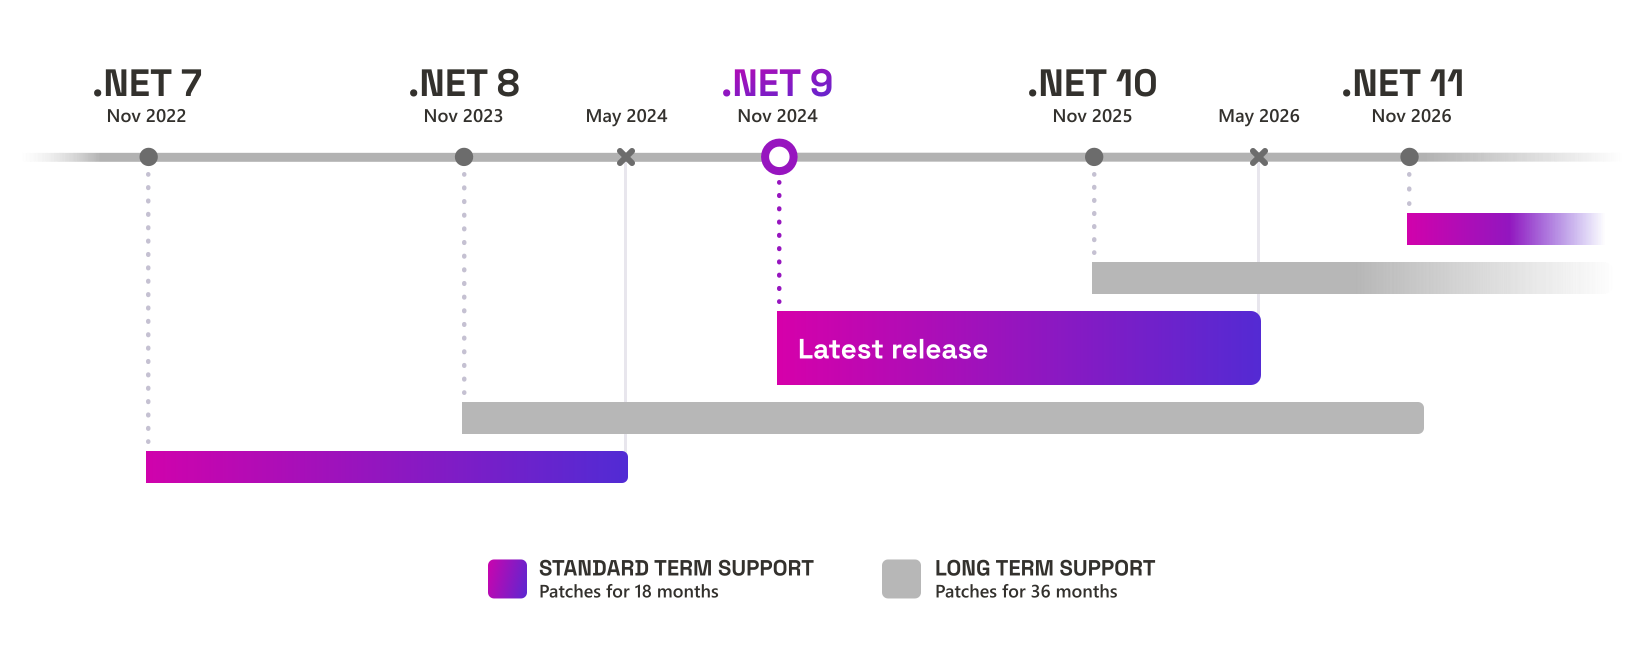 .NET 7
Nov 2022
.NET 8
Nov 2023
May 2024
.NET 9
Nov 2024
.NET 10
Nov 2025
May 2026
.NET 11
Nov 2026
Latest release
STANDARD TERM SUPPORT
Patches for 18 months
LONG TERM SUPPORT
Patches for 36 months